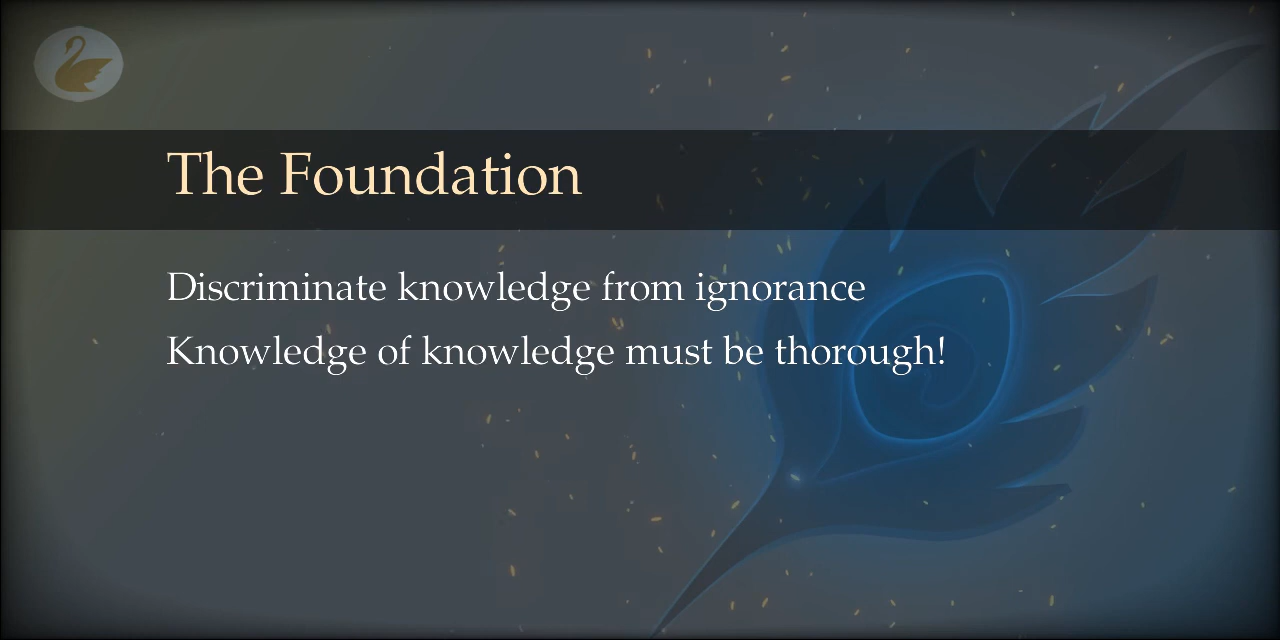 The Foundation
Discriminate knowledge from ignorance
Knowledge of knowledge must be thorough!